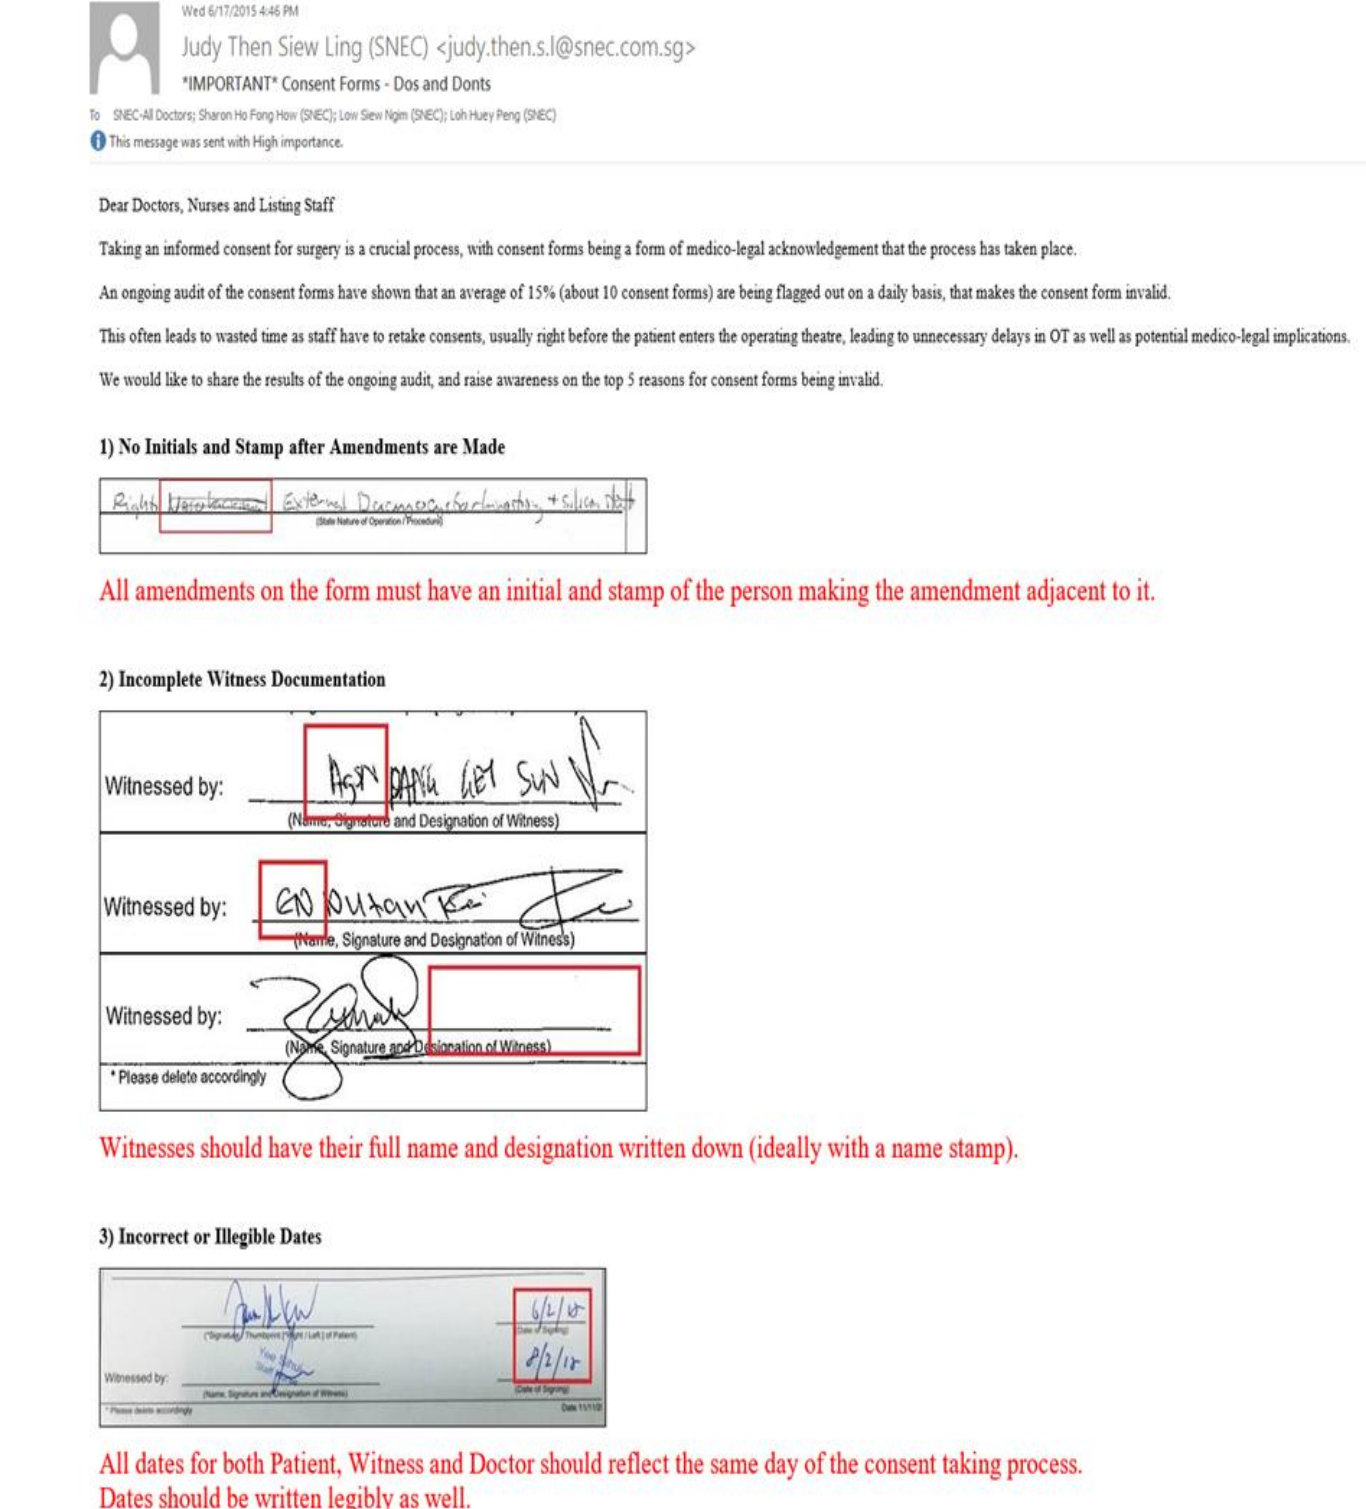 Wed 6/17/2015 4:46 PM
Judy Then Siew Ling (SNEC) <judy.then.s.l@snec.com.sg>
*IMPORTANT* Consent Forms - Dos and Donts
To SNEC-All Doctors; Sharon Ho Fong How (SNEC); Low Siew Ngim (SNEC); Loh Huey Peng (SNEC)
This message was sent with High importance.
Dear Doctors, Nurses and Listing Staff
Taking an informed consent for surgery is a crucial process, with consent forms being a form of medico-legal acknowledgement that the process has taken place.
An ongoing audit of the consent forms have shown that an average of 15% (about 10 consent forms) are being flagged out on a daily basis, that makes the consent form invalid.
This often leads to wasted time as staff have to retake consents, usually right before the patient enters the operating theatre, leading to unnecessary delays in OT as well as potential medico-legal implications.
We would like to share the results of the ongoing audit, and raise awareness on the top 5 reasons for consent forms being invalid.
1) No Initials and Stamp after Amendments are Made
Right External + Silicon
(State Nature of Operation / Procedure)
All amendments on the form must have an initial and stamp of the person making the amendment adjacent to it.
2) Incomplete Witness Documentation
Witnessed by: PANG SUN
(Name, Signature and Designation of Witness)
Witnessed by: EN
(Name, Signature and Designation of Witness)
Witnessed by:
(Name, Signature and Designation of Witness)
* Please delete accordingly
Witnesses should have their full name and designation written down (ideally with a name stamp).
3) Incorrect or Illegible Dates
6/2/
(*Signature / Thumbprint [Right / Left] of Patient) (Date of Signing)
Witnessed by: 8/2/
(Name, Signature and Designation of Witness) (Date of Signing)
* Please delete accordingly
All dates for both Patient, Witness and Doctor should reflect the same day of the consent taking process.
Dates should be written legibly as well.